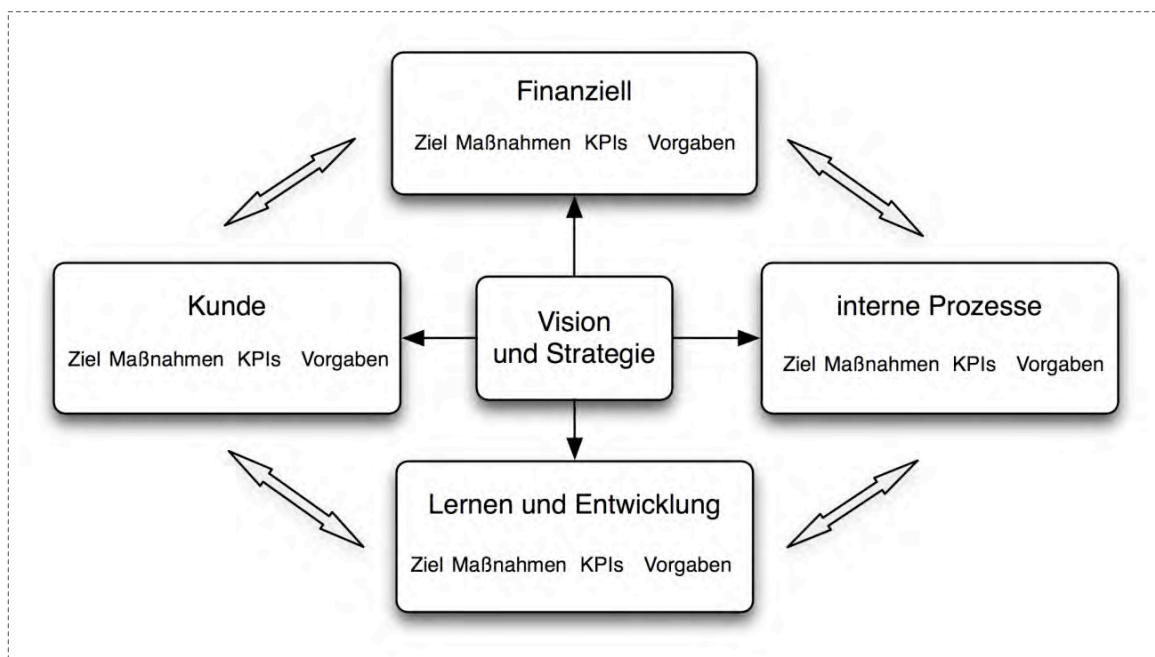 Finanziell
Ziel Maßnahmen KPIs Vorgaben
Kunde
Ziel Maßnahmen KPIs Vorgaben
Vision
und Strategie
interne Prozesse
Ziel Maßnahmen KPIs Vorgaben
Lernen und Entwicklung
Ziel Maßnahmen KPIs Vorgaben